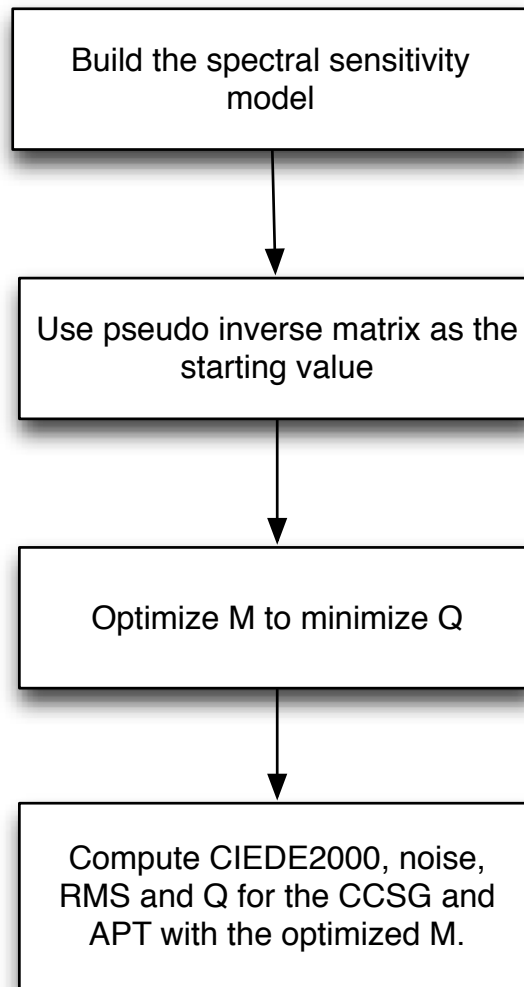 Build the spectral sensitivity
model
Use pseudo inverse matrix as the
starting value
Optimize M to minimize Q
Compute CIEDE2000, noise,
RMS and Q for the CCSG and
APT with the optimized M.